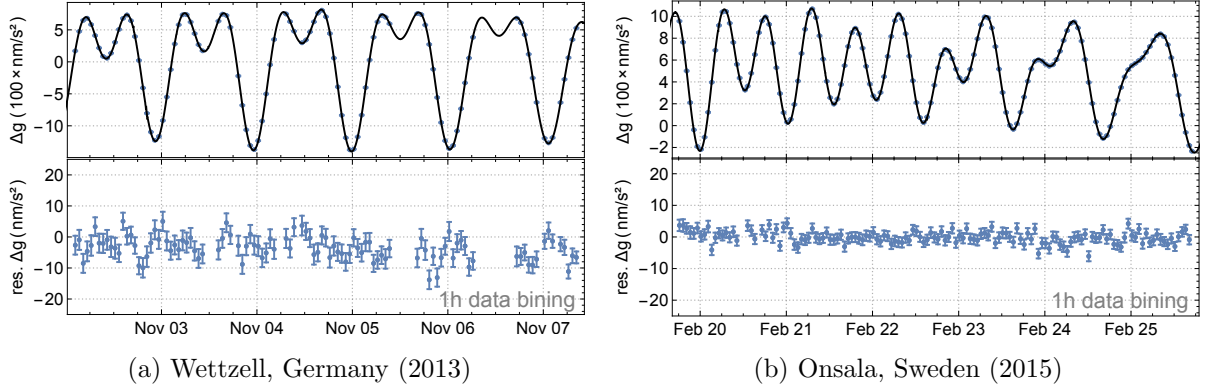 Δg ( 100 × nm/s²)
5
0
−5
−10
res. Δg (nm/s²)
20
10
0
−10
−20
1h data bining
Nov 03 Nov 04 Nov 05 Nov 06 Nov 07
(a) Wettzell, Germany (2013)
Δg ( 100 × nm/s²)
10
8
6
4
2
0
−2
res. Δg (nm/s²)
20
10
0
−10
−20
1h data bining
Feb 20 Feb 21 Feb 22 Feb 23 Feb 24 Feb 25
(b) Onsala, Sweden (2015)